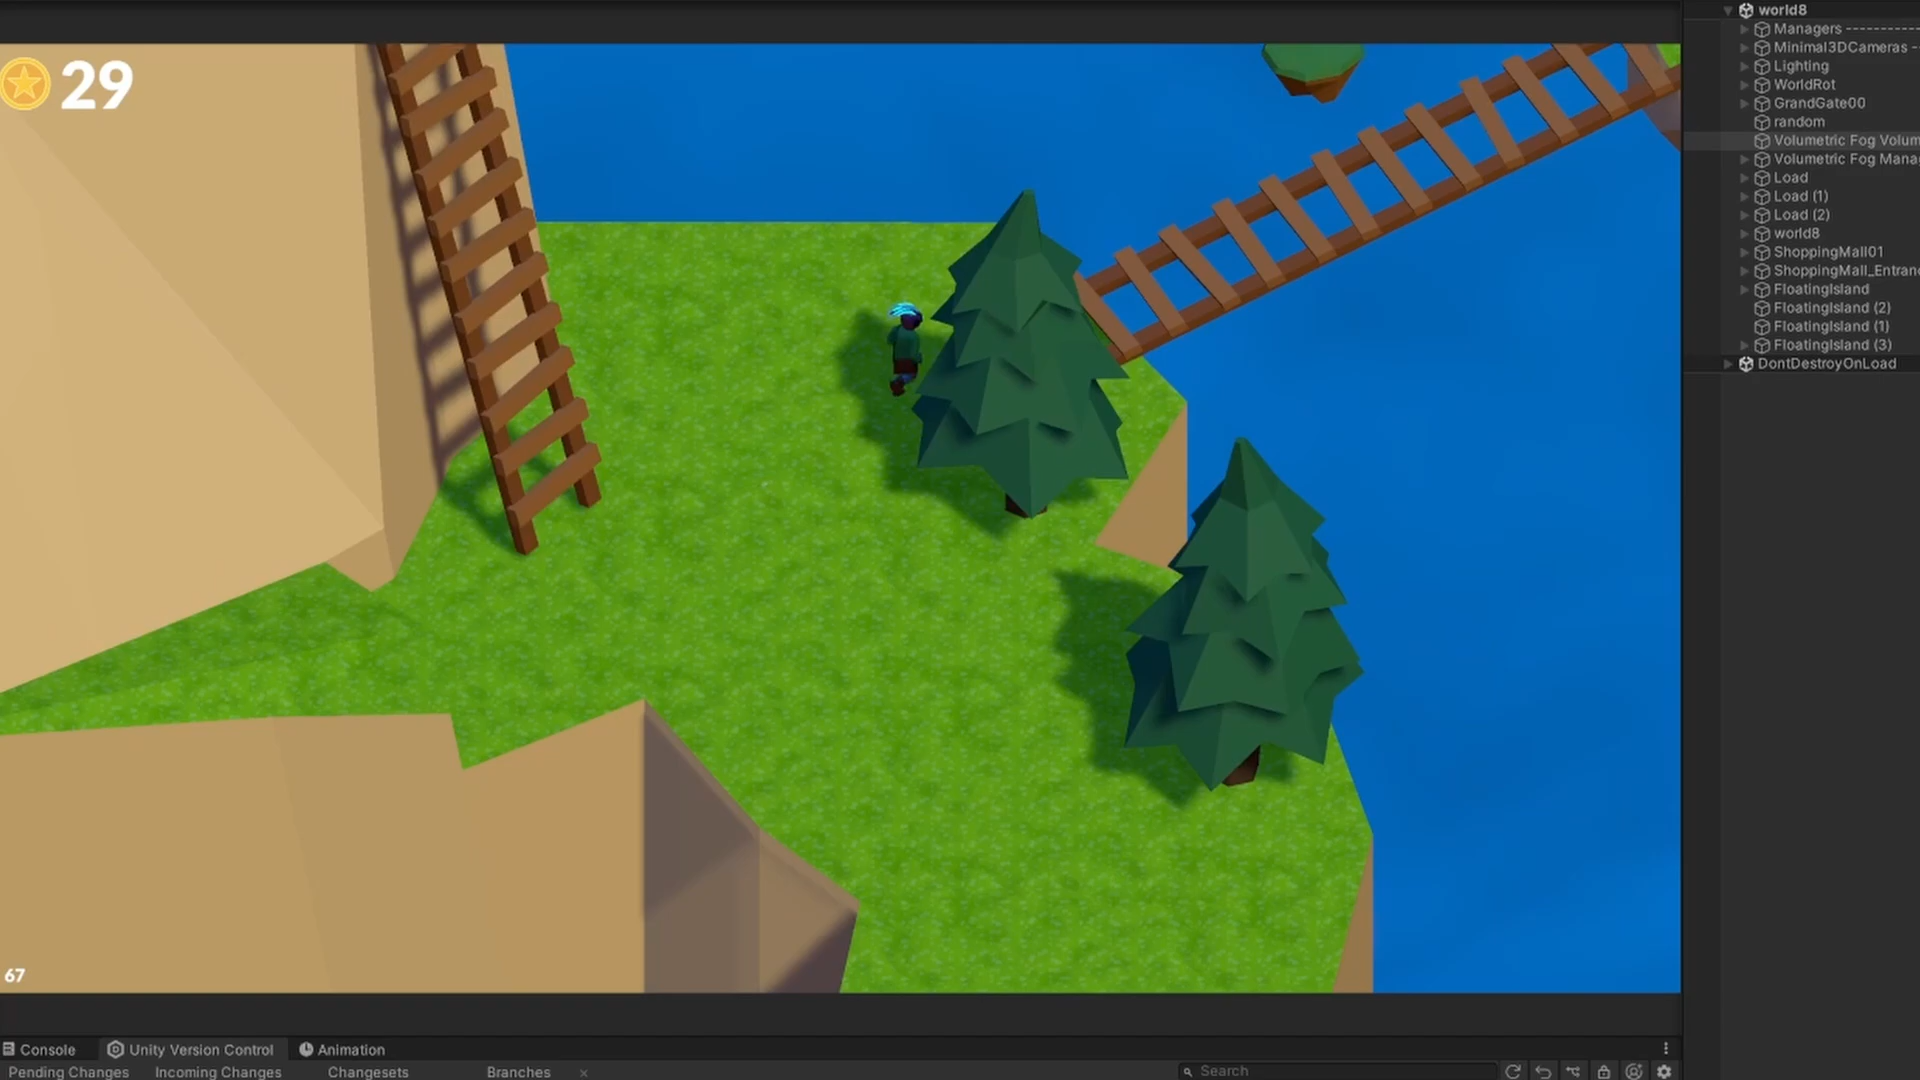 29
67
world8
Managers -----------
Minimal3DCameras -
Lighting
WorldRot
GrandGate00
random
Volumetric Fog Volum
Volumetric Fog Mana
Load
Load (1)
Load (2)
world8
ShoppingMall01
ShoppingMall_Entran
FloatingIsland
FloatingIsland (2)
FloatingIsland (1)
FloatingIsland (3)
DontDestroyOnLoad
Console Unity Version Control Animation
Pending Changes Incoming Changes Changesets Branches × Search